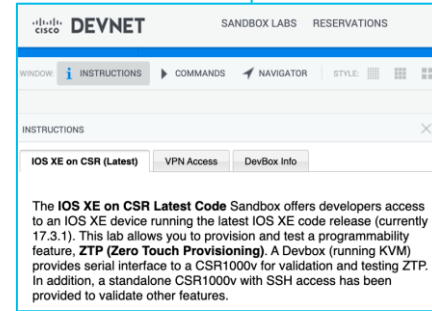 cisco DEVNET SANDBOX LABS RESERVATIONS
WINDOW: i INSTRUCTIONS COMMANDS NAVIGATOR STYLE:
INSTRUCTIONS
IOS XE on CSR (Latest) VPN Access DevBox Info
The IOS XE on CSR Latest Code Sandbox offers developers access
to an IOS XE device running the latest IOS XE code release (currently
17.3.1). This lab allows you to provision and test a programmability
feature, ZTP (Zero Touch Provisioning). A Devbox (running KVM)
provides serial interface to a CSR1000v for validation and testing ZTP.
In addition, a standalone CSR1000v with SSH access has been
provided to validate other features.